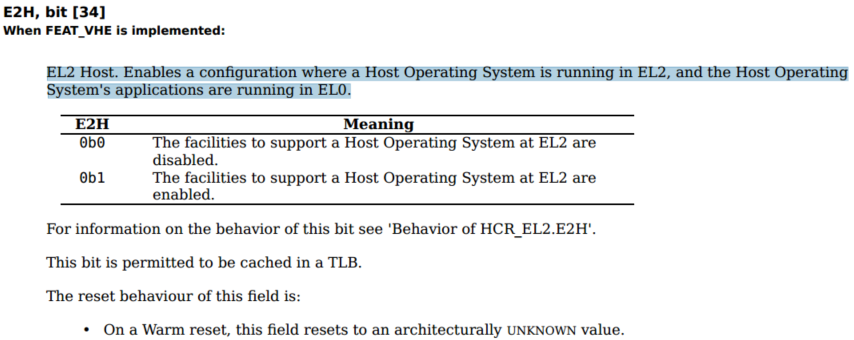 E2H, bit [34]
When FEAT_VHE is implemented:
EL2 Host. Enables a configuration where a Host Operating System is running in EL2, and the Host Operating
System's applications are running in EL0.
E2H Meaning
0b0 The facilities to support a Host Operating System at EL2 are
disabled.
0b1 The facilities to support a Host Operating System at EL2 are
enabled.
For information on the behavior of this bit see 'Behavior of HCR_EL2.E2H'.
This bit is permitted to be cached in a TLB.
The reset behaviour of this field is:
• On a Warm reset, this field resets to an architecturally UNKNOWN value.